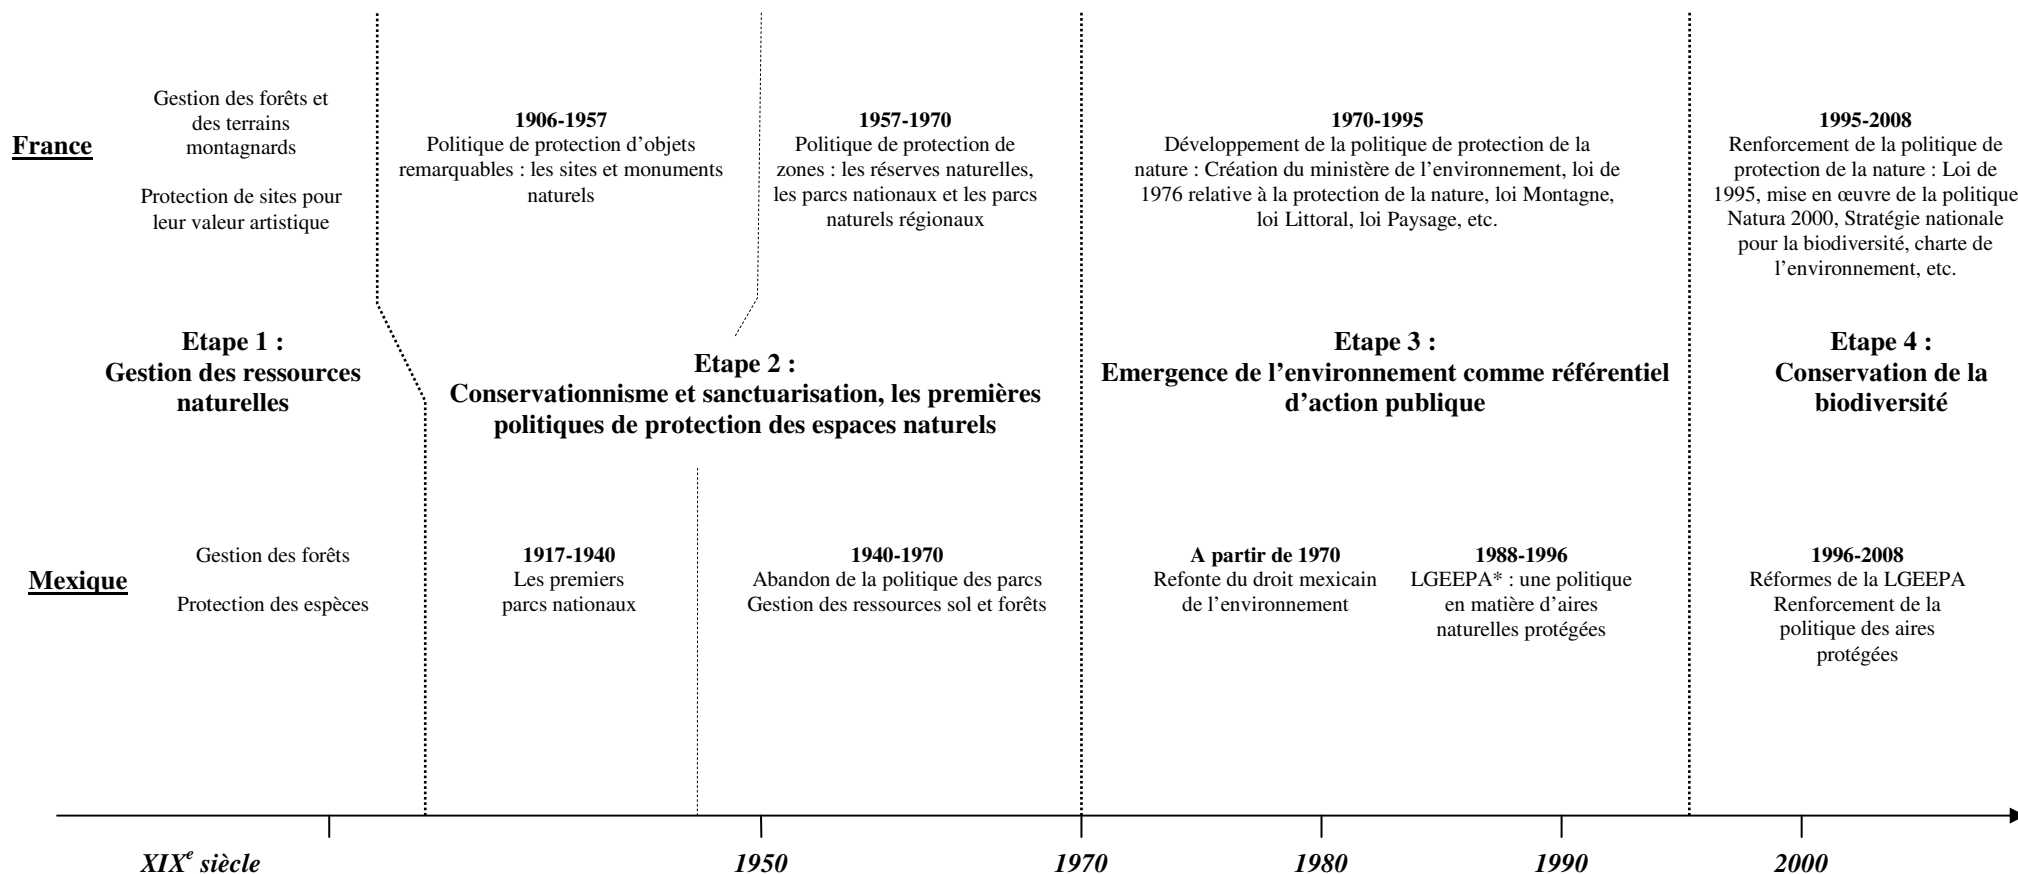 France
Gestion des forêts et
des terrains
montagnards
Protection de sites pour
leur valeur artistique
1906-1957
Politique de protection d’objets
remarquables : les sites et monuments
naturels
1957-1970
Politique de protection de
zones : les réserves naturelles,
les parcs nationaux et les parcs
naturels régionaux
1970-1995
Développement de la politique de protection de la
nature : Création du ministère de l’environnement, loi de
1976 relative à la protection de la nature, loi Montagne,
loi Littoral, loi Paysage, etc.
1995-2008
Renforcement de la politique de
protection de la nature : Loi de
1995, mise en œuvre de la politique
Natura 2000, Stratégie nationale
pour la biodiversité, charte de
l’environnement, etc.
Etape 1 :
Gestion des ressources
naturelles
Etape 2 :
Conservationnisme et sanctuarisation, les premières
politiques de protection des espaces naturels
Etape 3 :
Emergence de l’environnement comme référentiel
d’action publique
Etape 4 :
Conservation de la
biodiversité
Mexique
Gestion des forêts
Protection des espèces
1917-1940
Les premiers
parcs nationaux
1940-1970
Abandon de la politique des parcs
Gestion des ressources sol et forêts
A partir de 1970
Refonte du droit mexicain
de l’environnement
1988-1996
LGEEPA* : une politique
en matière d’aires
naturelles protégées
1996-2008
Réformes de la LGEEPA
Renforcement de la
politique des aires
protégées
XIXe siècle
1950
1970
1980
1990
2000